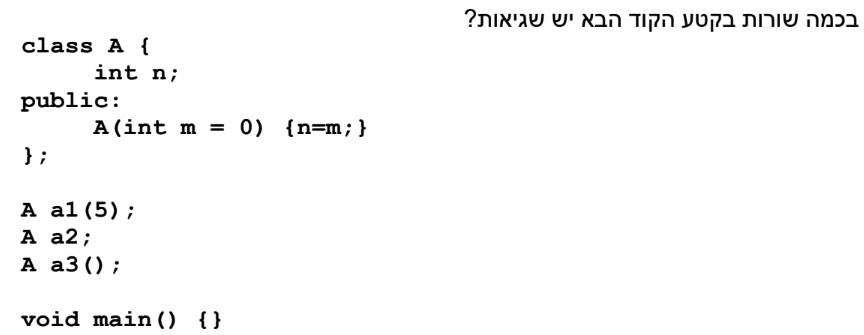 בכמה שורות בקטע הקוד הבא יש שגיאות?
class A {
int n;
public:
A(int m = 0) {n=m;}
};
A a1(5);
A a2;
A a3();
void main() {}